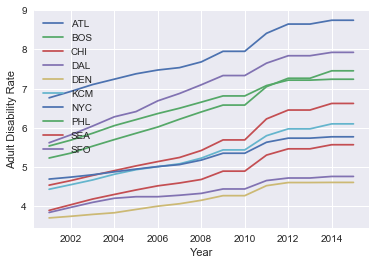 9
8
7
6
5
4
Adult Disability Rate
ATL
BOS
CHI
DAL
DEN
KCM
NYC
PHL
SEA
SFO
2002 2004 2006 2008 2010 2012 2014
Year